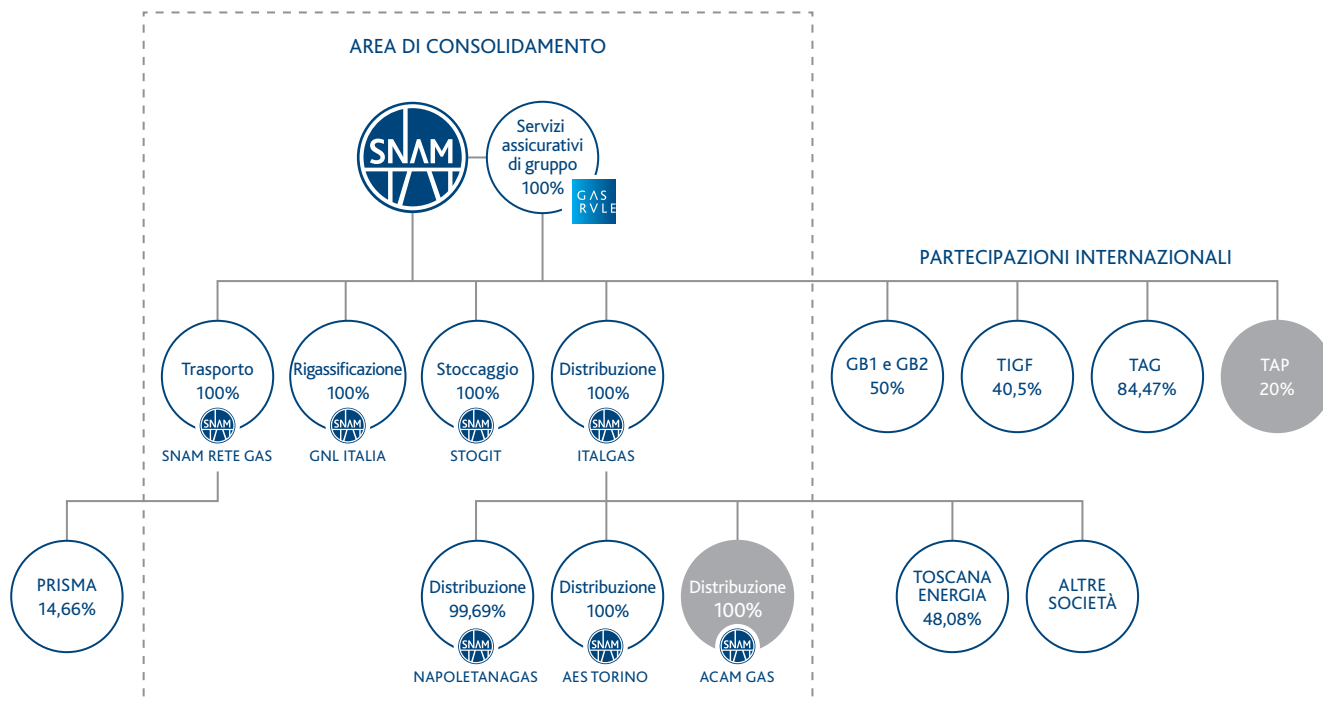 AREA DI CONSOLIDAMENTO
SNAM
Servizi
assicurativi
di gruppo
100%
GAS
RVLE
PARTECIPAZIONI INTERNAZIONALI
Trasporto
100%
SNAM
SNAM RETE GAS
Rigassificazione
100%
SNAM
GNL ITALIA
Stoccaggio
100%
SNAM
STOGIT
Distribuzione
100%
SNAM
ITALGAS
GB1 e GB2
50%
TIGF
40,5%
TAG
84,47%
TAP
20%
PRISMA
14,66%
Distribuzione
99,69%
SNAM
NAPOLETANAGAS
Distribuzione
100%
SNAM
AES TORINO
Distribuzione
100%
SNAM
ACAM GAS
TOSCANA
ENERGIA
48,08%
ALTRE
SOCIETÀ